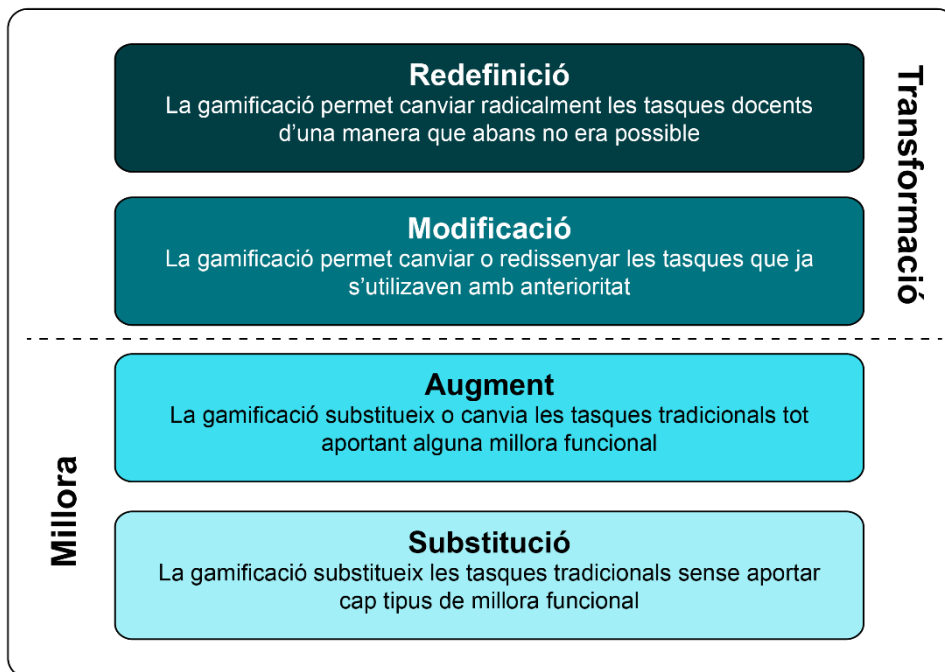 Redefinició
La gamificació permet canviar radicalment les tasques docents
d’una manera que abans no era possible
Transformació
Modificació
La gamificació permet canviar o redissenyar les tasques que ja
s’utilitzaven amb anterioritat
Augment
La gamificació substitueix o canvia les tasques tradicionals tot
aportant alguna millora funcional
Millora
Substitució
La gamificació substitueix les tasques tradicionals sense aportar
cap tipus de millora funcional